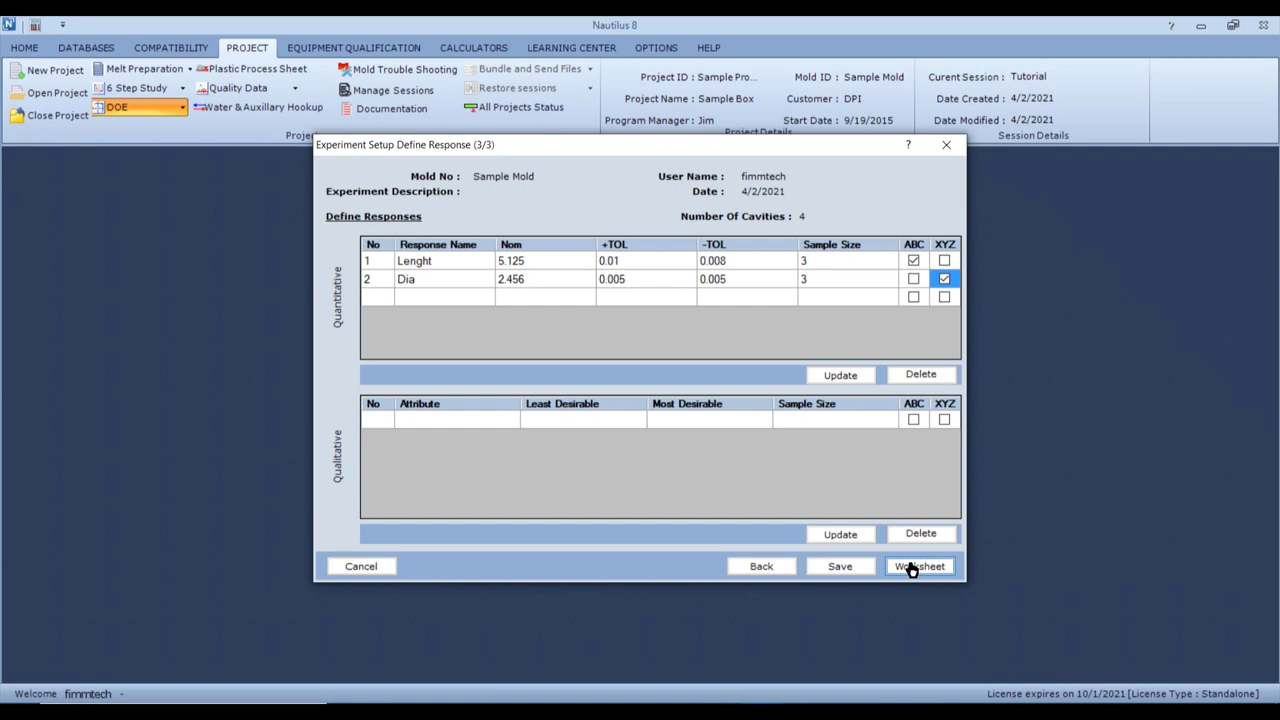 Nautilus 8
HOME DATABASES COMPATIBILITY PROJECT EQUIPMENT QUALIFICATION CALCULATORS LEARNING CENTER OPTIONS HELP
New Project Melt Preparation Plastic Process Sheet Mold Trouble Shooting Bundle and Send Files
Open Project 6 Step Study Quality Data Manage Sessions Restore sessions
Close Project DOE Water & Auxillary Hookup Documentation All Projects Status
Project ID : Sample Pro... Mold ID : Sample Mold Curent Session : Tutorial
Project Name : Sample Box Customer : DPI Date Created : 4/2/2021
Program Manager : Jim Start Date : 9/19/2015 Date Modified : 4/2/2021
Project Details Session Details
Experiment Setup Define Response (3/3)
Mold No : Sample Mold User Name : fimmtech
Experiment Description : Date : 4/2/2021
Define Responses Number Of Cavities : 4
Quantitative
No Response Name Nom +TOL -TOL Sample Size ABC XYZ
1 Lenght 5.125 0.01 0.008 3
2 Dia 2.456 0.005 0.005 3
Update Delete
Qualitative
No Attribute Least Desirable Most Desirable Sample Size ABC XYZ
Update Delete
Cancel Back Save Worksheet
Welcome fimmtech - License expires on 10/1/2021 [License Type : Standalone]